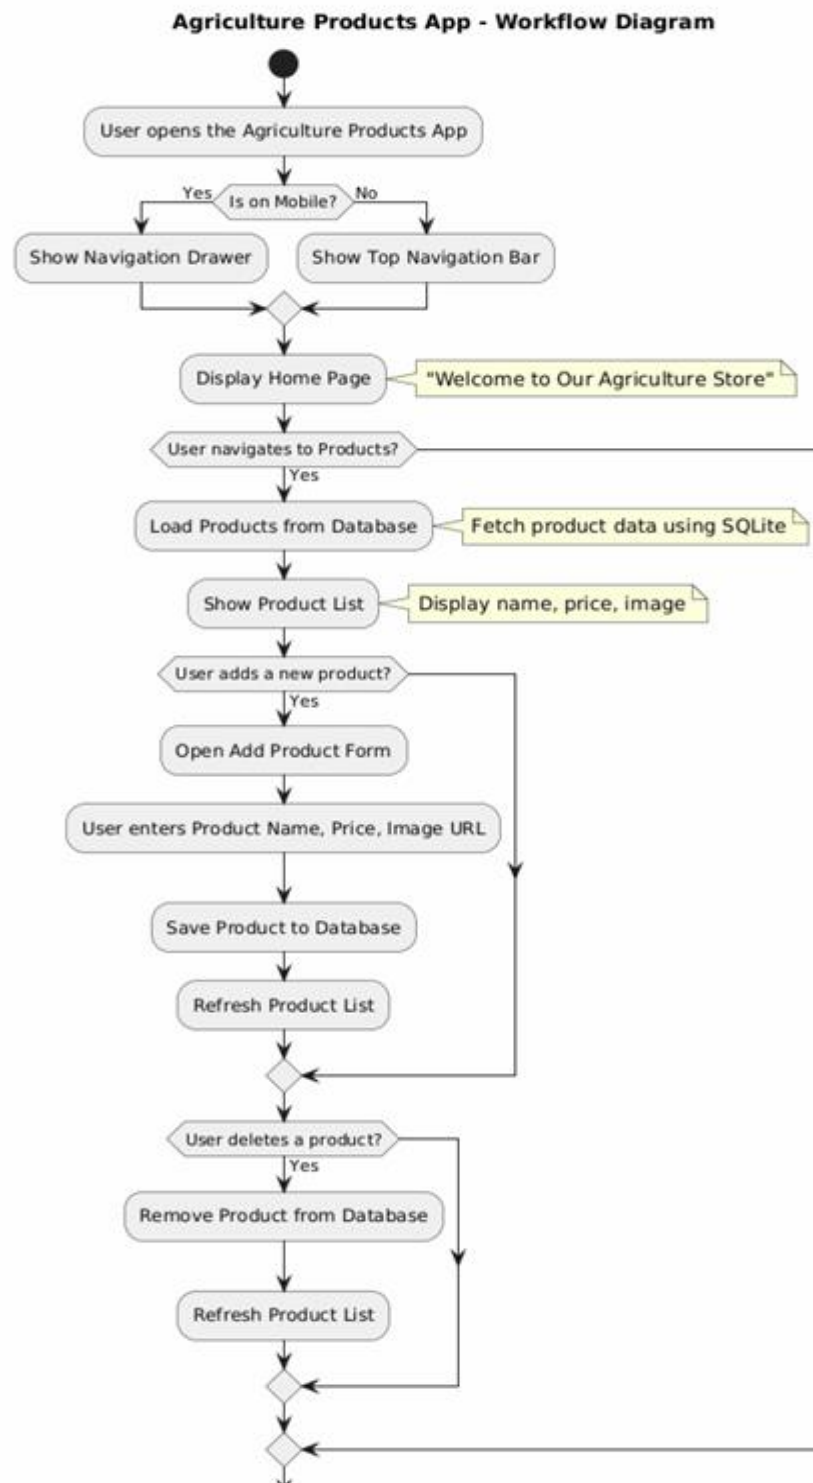 Agriculture Products App - Workflow Diagram
User opens the Agriculture Products App
Yes
Is on Mobile?
No
Show Navigation Drawer
Show Top Navigation Bar
Display Home Page
"Welcome to Our Agriculture Store"
User navigates to Products?
Yes
Load Products from Database
Fetch product data using SQLite
Show Product List
Display name, price, image
User adds a new product?
Yes
Open Add Product Form
User enters Product Name, Price, Image URL
Save Product to Database
Refresh Product List
User deletes a product?
Yes
Remove Product from Database
Refresh Product List